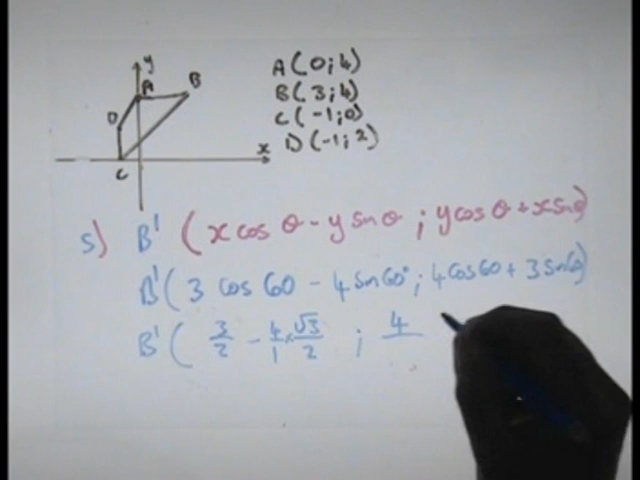 y
A
B
D
C
x
A(0;4)
B(3;4)
C(-1;0)
D(-1;2)
5) B' (x cos θ - y sin θ ; y cos θ + x sin θ)
B'( 3 cos 60 - 4 sin 60° ; 4 cos 60 + 3 sin 60)
B'( 3/2 - 4/1 × √3/2 ; 4